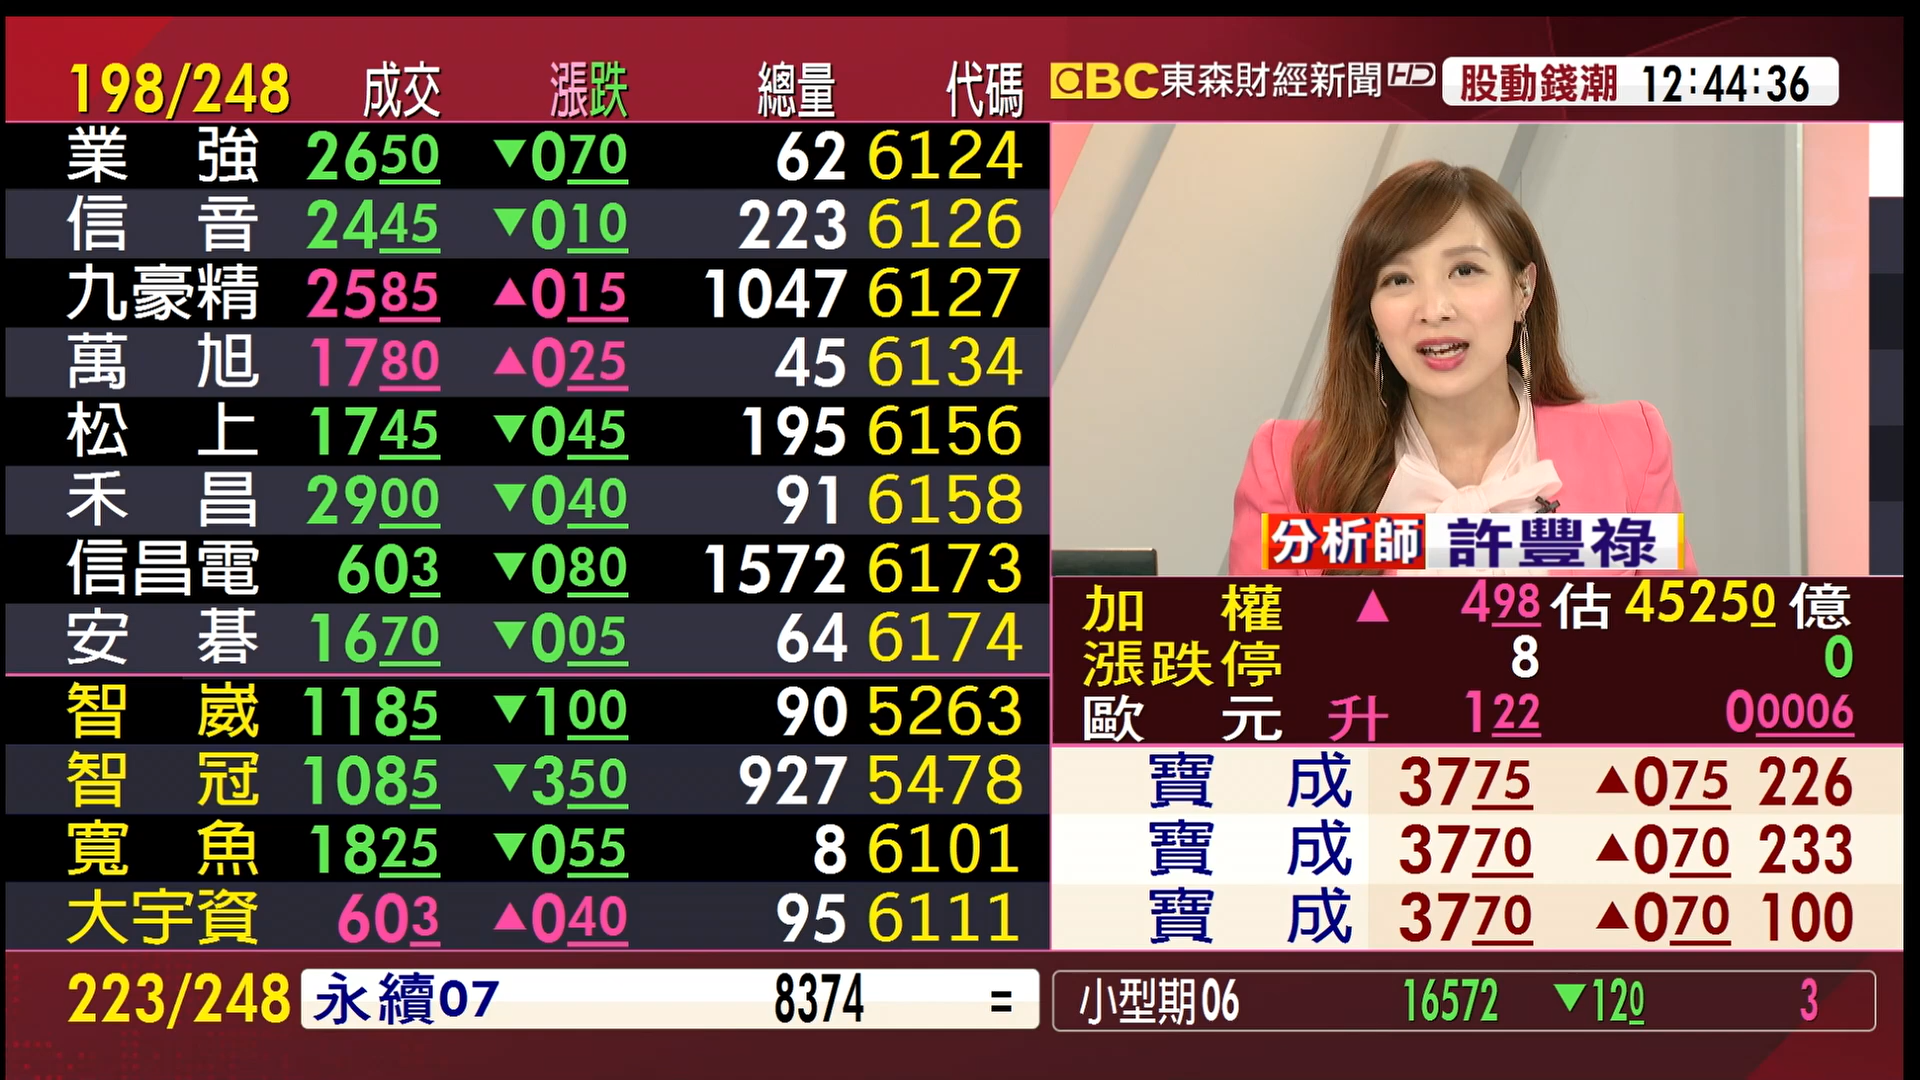 198/248 成交 漲跌 總量 代碼
業強 2650 ▼070 62 6124
信音 2445 ▼010 223 6126
九豪精 2585 ▲015 1047 6127
萬旭 1780 ▲025 45 6134
松上 1745 ▼045 195 6156
禾昌 2900 ▼040 91 6158
信昌電 603 ▼080 1572 6173
安碁 1670 ▼005 64 6174
智崴 1185 ▼100 90 5263
智冠 1085 ▼350 927 5478
寬魚 1825 ▼055 8 6101
大宇資 603 ▲040 95 6111
223/248 永續07 8374 =
EBC東森財經新聞HD 股動錢潮 12:44:36
分析師 許豐祿
加權 ▲ 498 估 45250 億
漲跌停 8 0
歐元 升 122 00006
寶成 3775 ▲075 226
寶成 3770 ▲070 233
寶成 3770 ▲070 100
小型期06 16572 ▼120 3